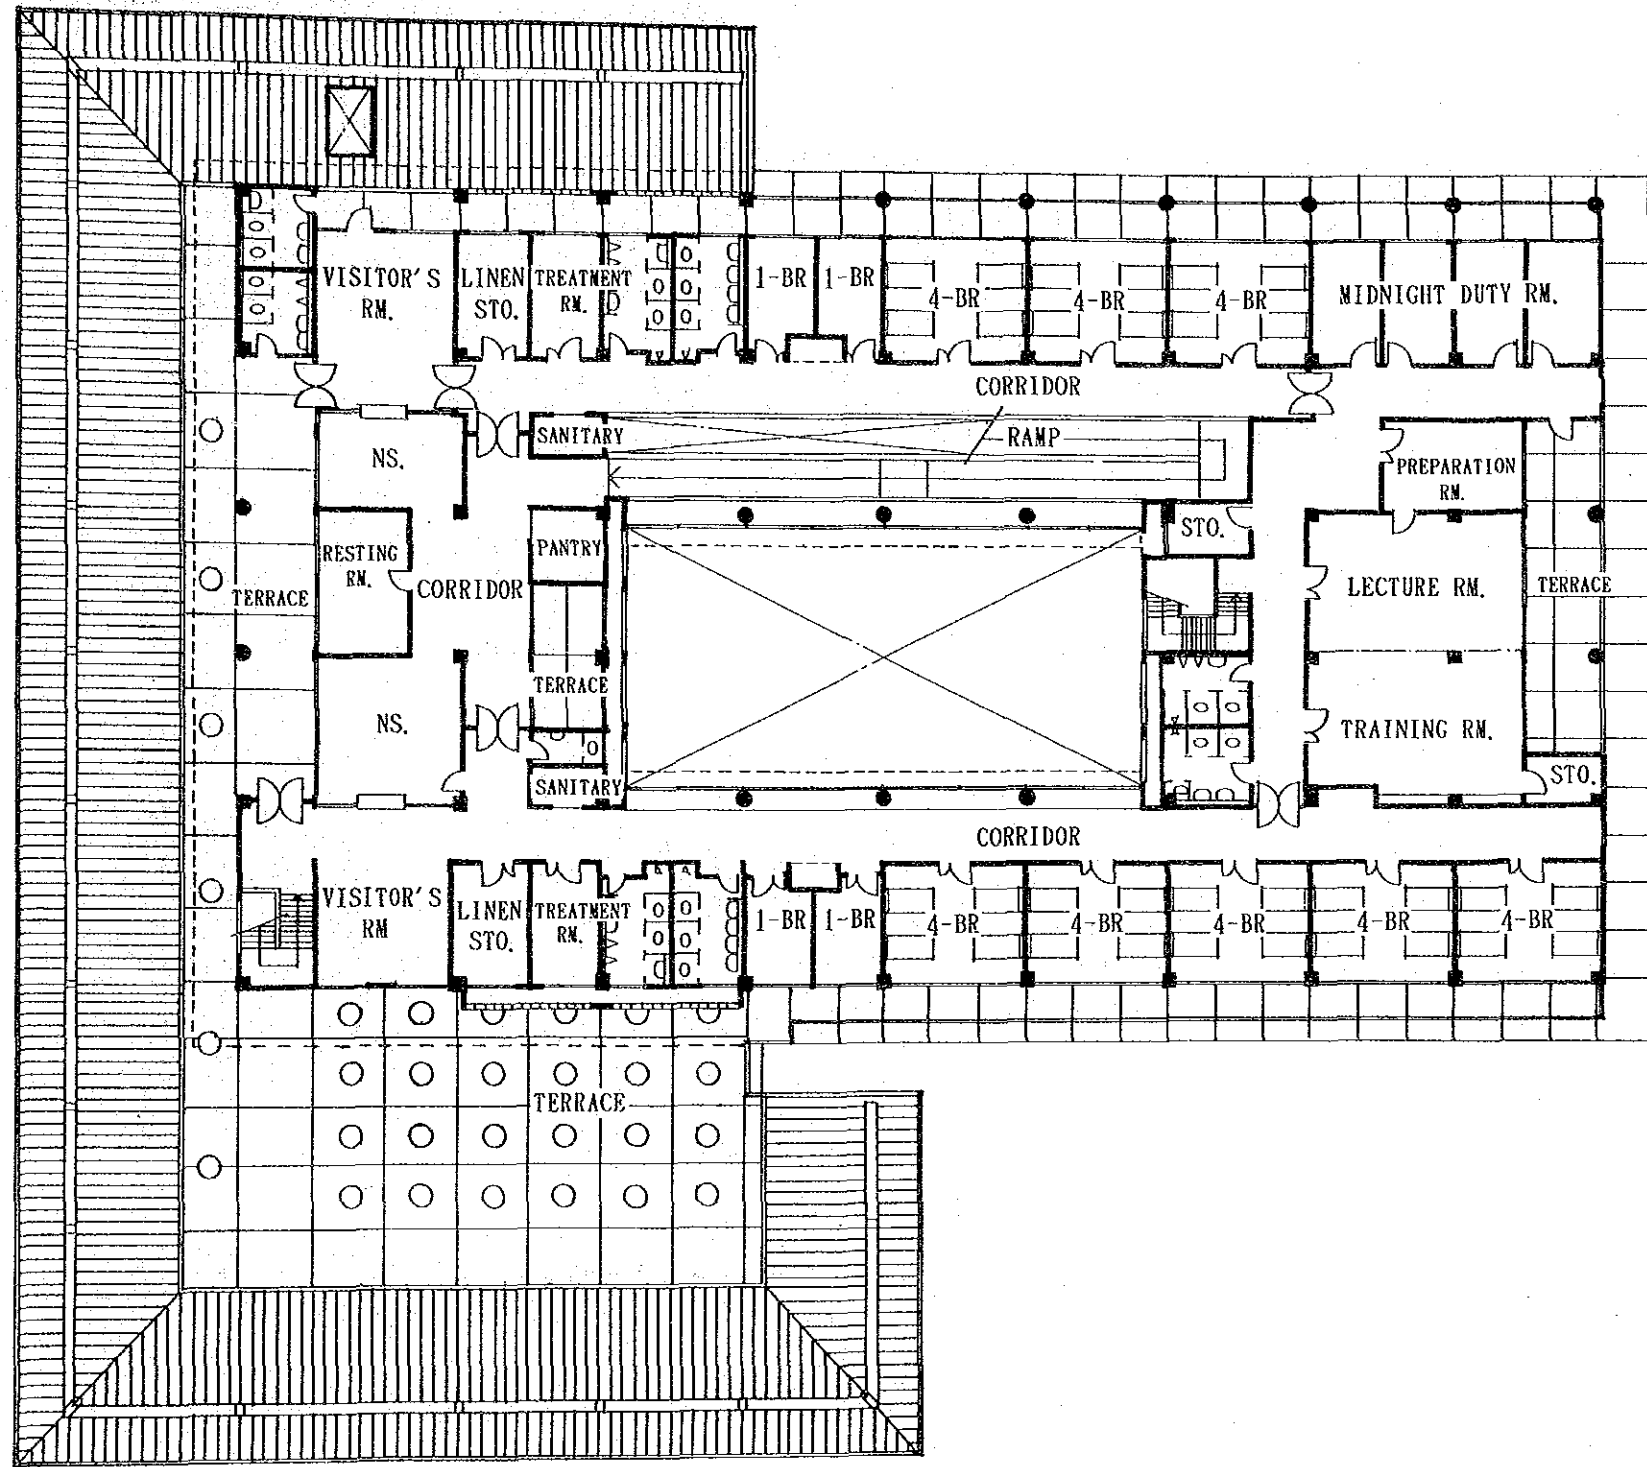 VISITOR'S
RM.
LINEN
STO.
TREATMENT
RM.
1-BR
1-BR
4-BR
4-BR
4-BR
MIDNIGHT DUTY RM.
CORRIDOR
SANITARY
RAMP
NS.
PREPARATION
RM.
STO.
RESTING
RM.
PANTRY
TERRACE
CORRIDOR
LECTURE RM.
TERRACE
TERRACE
NS.
TRAINING RM.
SANITARY
STO.
CORRIDOR
VISITOR'S
RM
LINEN
STO.
TREATMENT
RM.
1-BR
1-BR
4-BR
4-BR
4-BR
4-BR
4-BR
TERRACE